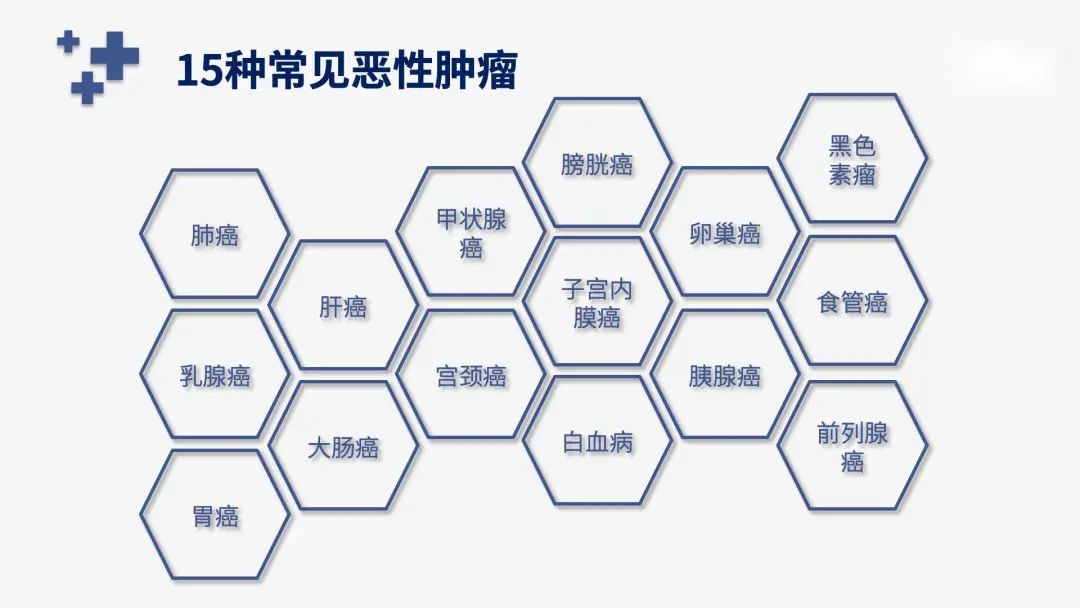 15种常见恶性肿瘤
肺癌
乳腺癌
胃癌
肝癌
大肠癌
甲状腺
癌
宫颈癌
膀胱癌
子宫内
膜癌
白血病
卵巢癌
胰腺癌
黑色
素瘤
食管癌
前列腺
癌